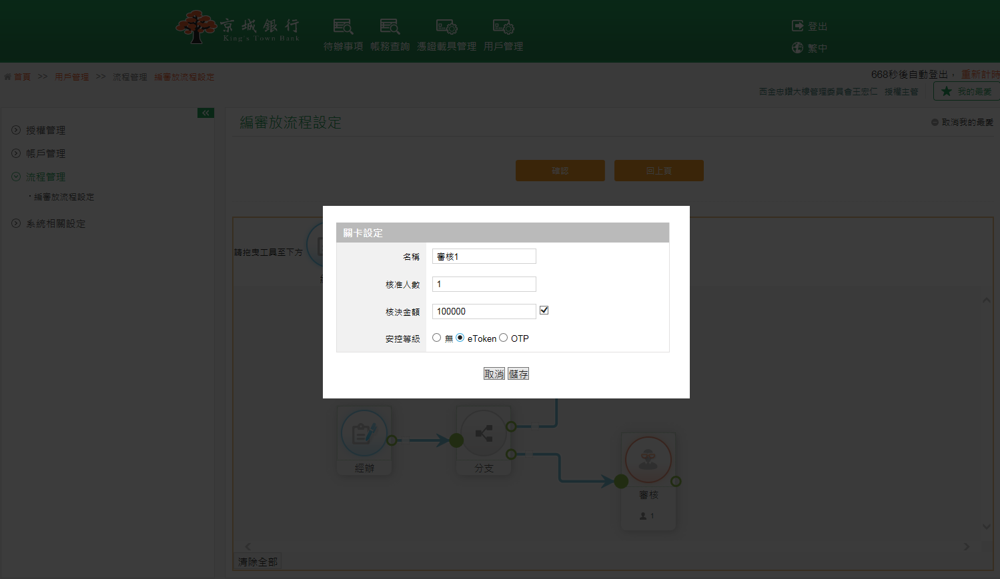 京城銀行
King's Town Bank
待辦事項 帳務查詢 憑證載具管理 用戶管理
登出
繁中
首頁 >> 用戶管理 >> 流程管理 編審放流程設定
668秒後自動登出， 重新計時
西金忠鑽大樓管理委員會王宏仁 授權主管 我的最愛
授權管理
帳戶管理
流程管理
·編審放流程設定
系統相關設定
編審放流程設定
取消我的最愛
確認 回上頁
請拖曳工具至下方
關卡設定
名稱 審核1
核准人數 1
核決金額 100000
安控等級 無 eToken OTP
取消 儲存
經辦
分支
審核
1
清除全部